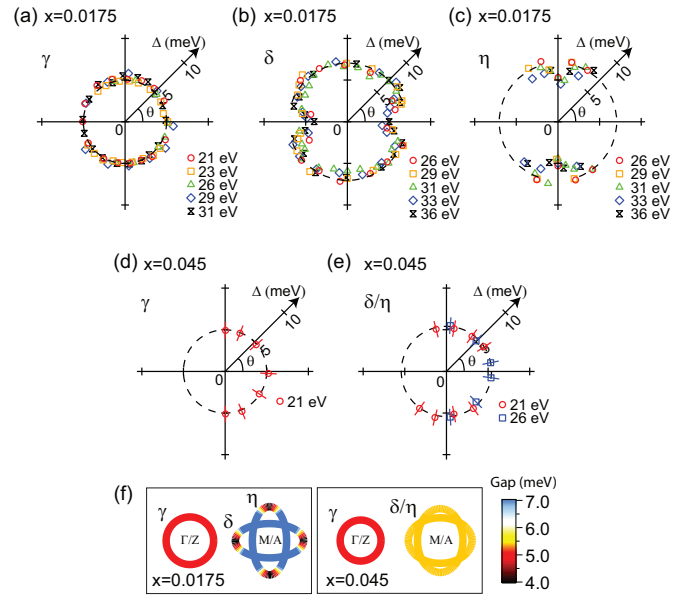 (a) x=0.0175
γ
Δ (meV)
10
5
θ
0
21 eV
23 eV
26 eV
29 eV
31 eV
(b) x=0.0175
δ
Δ (meV)
10
5
θ
0
26 eV
29 eV
31 eV
33 eV
36 eV
(c) x=0.0175
η
Δ (meV)
10
5
θ
0
26 eV
29 eV
31 eV
33 eV
36 eV
(d) x=0.045
γ
Δ (meV)
10
5
θ
0
21 eV
(e) x=0.045
δ/η
Δ (meV)
10
5
θ
0
21 eV
26 eV
(f)
γ
Γ/Z
δ
η
M/A
x=0.0175
γ
Γ/Z
δ/η
M/A
x=0.045
Gap (meV)
7.0
6.0
5.0
4.0